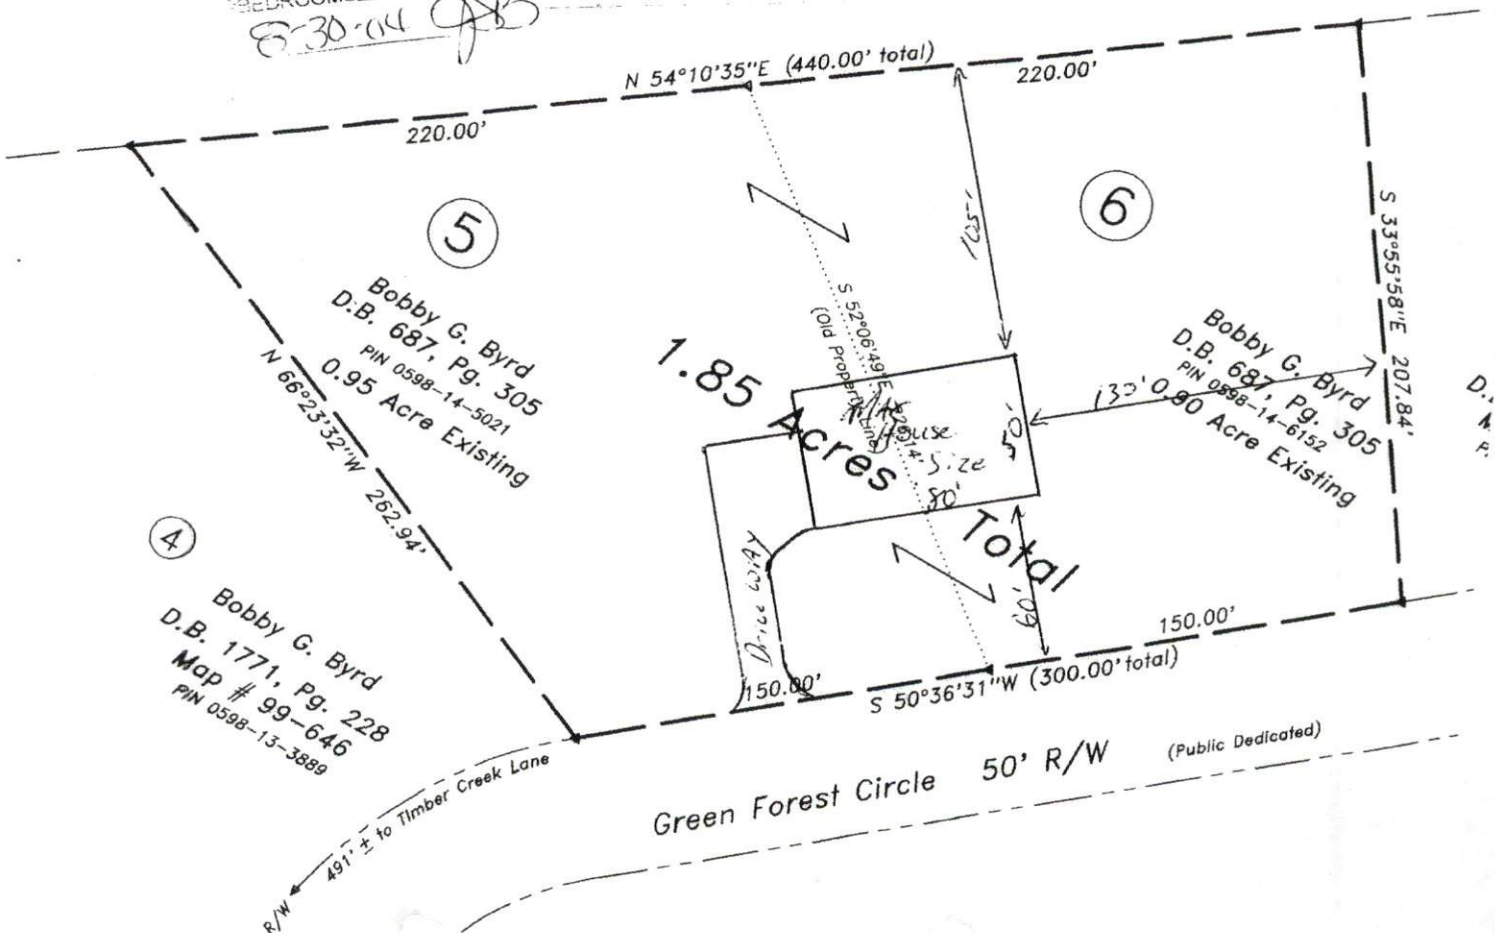 8-30-04
N 54°10'35"E (440.00' total)
220.00'
220.00'
5
Bobby G. Byrd
D.B. 687, Pg. 305
PIN 0598-14-5021
0.95 Acre Existing
N 66°23'32"W 262.94'
6
Bobby G. Byrd
D.B. 687, Pg. 305
PIN 0598-14-6152
0.90 Acre Existing
S 33°55'58"E 207.84'
105'
S 52°06'49"E
(Old Property Line)
1.85 Acres Total
House
Size
80'
50'
60'
D.B.
4
Bobby G. Byrd
D.B. 1771, Pg. 228
Map # 99-646
PIN 0598-13-3889
Drive WAY
150.00'
S 50°36'31"W (300.00' total)
150.00'
Green Forest Circle 50' R/W (Public Dedicated)
491' ± to Timber Creek Lane
R/W